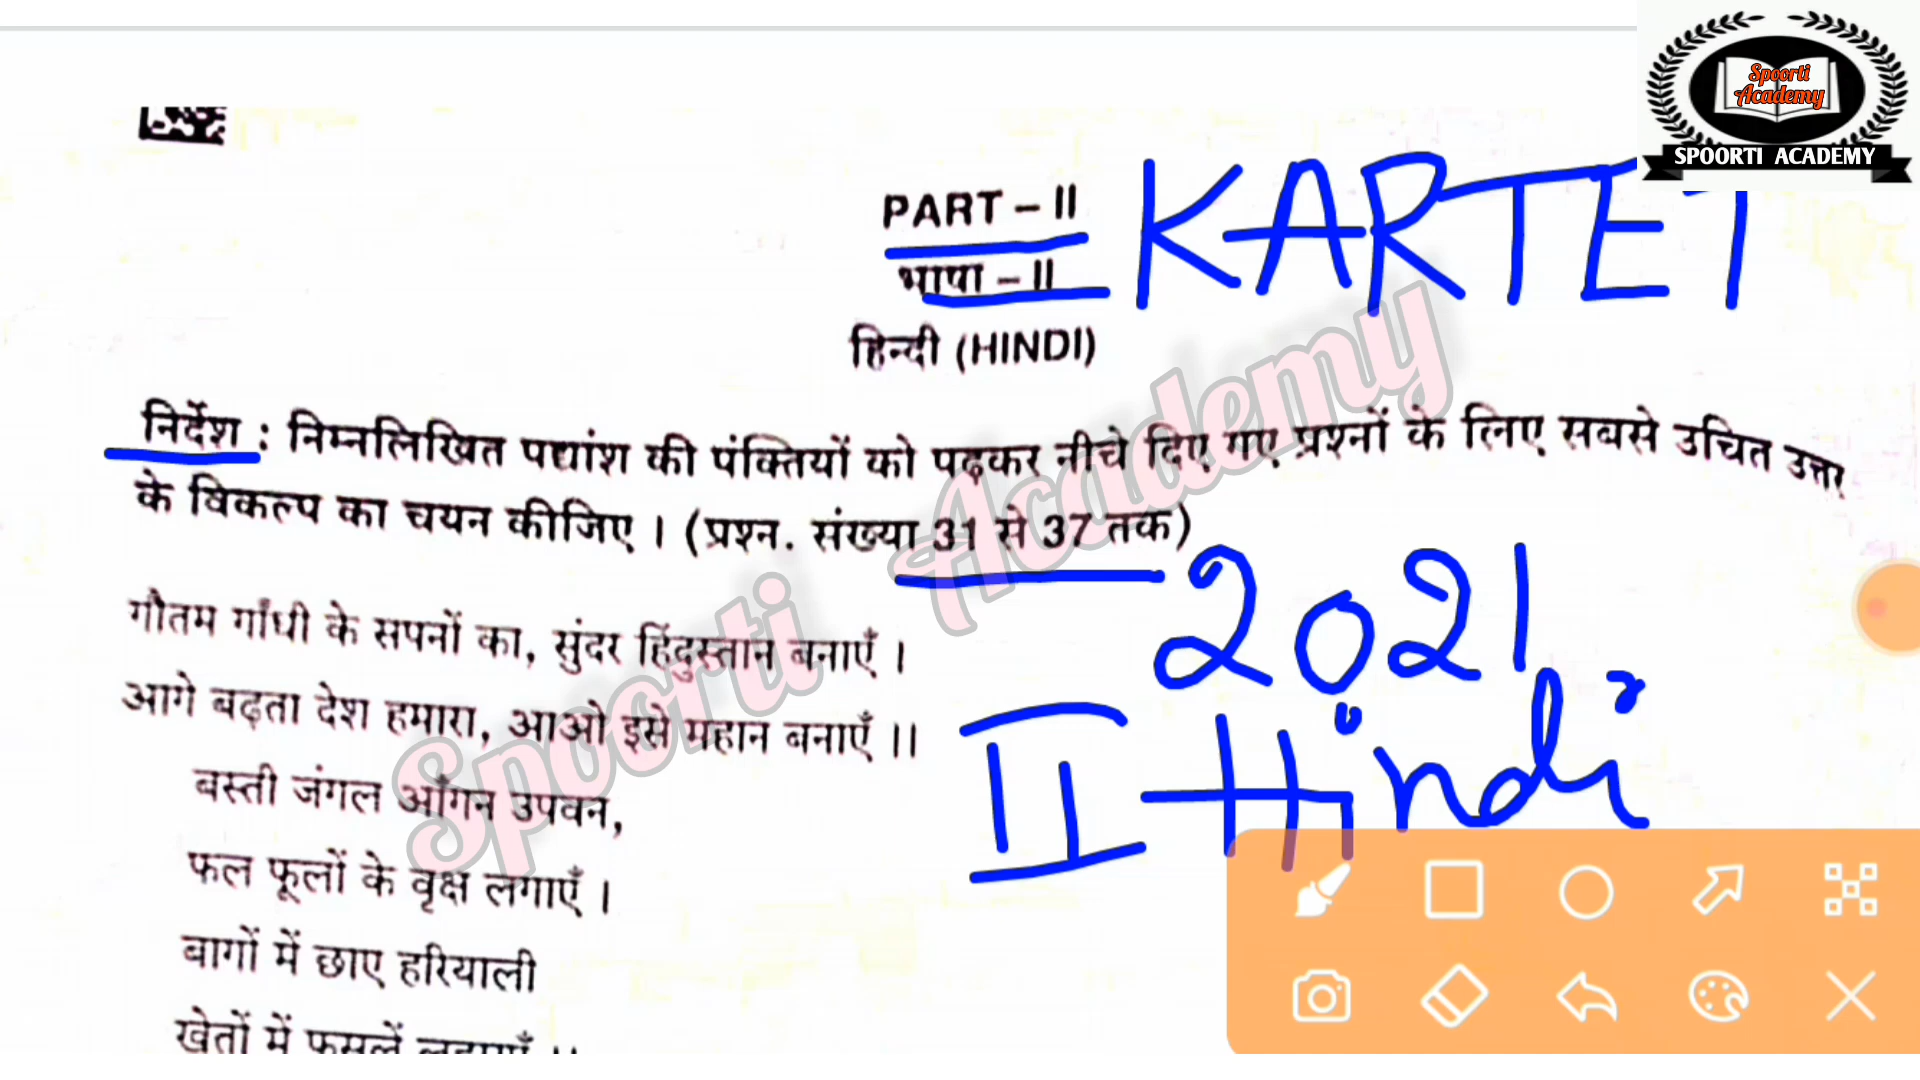 Spoorti
Academy
SPOORTI ACADEMY
PART – II
KARTET
भाषा – II
हिन्दी (HINDI)
निर्देश : निम्नलिखित पद्यांश की पंक्तियों को पढ़कर नीचे दिए गए प्रश्नों के लिए सबसे उचित उत्तर
के विकल्प का चयन कीजिए । (प्रश्न. संख्या 31 से 37 तक)
2021
गौतम गाँधी के सपनों का, सुंदर हिंदुस्तान बनाएँ ।
आगे बढ़ता देश हमारा, आओ इसे महान बनाएँ ।।
II Hindi
बस्ती जंगल आँगन उपवन,
फल फूलों के वृक्ष लगाएँ ।
बागों में छाए हरियाली
खेतों में फसलें
Spoorti Academy